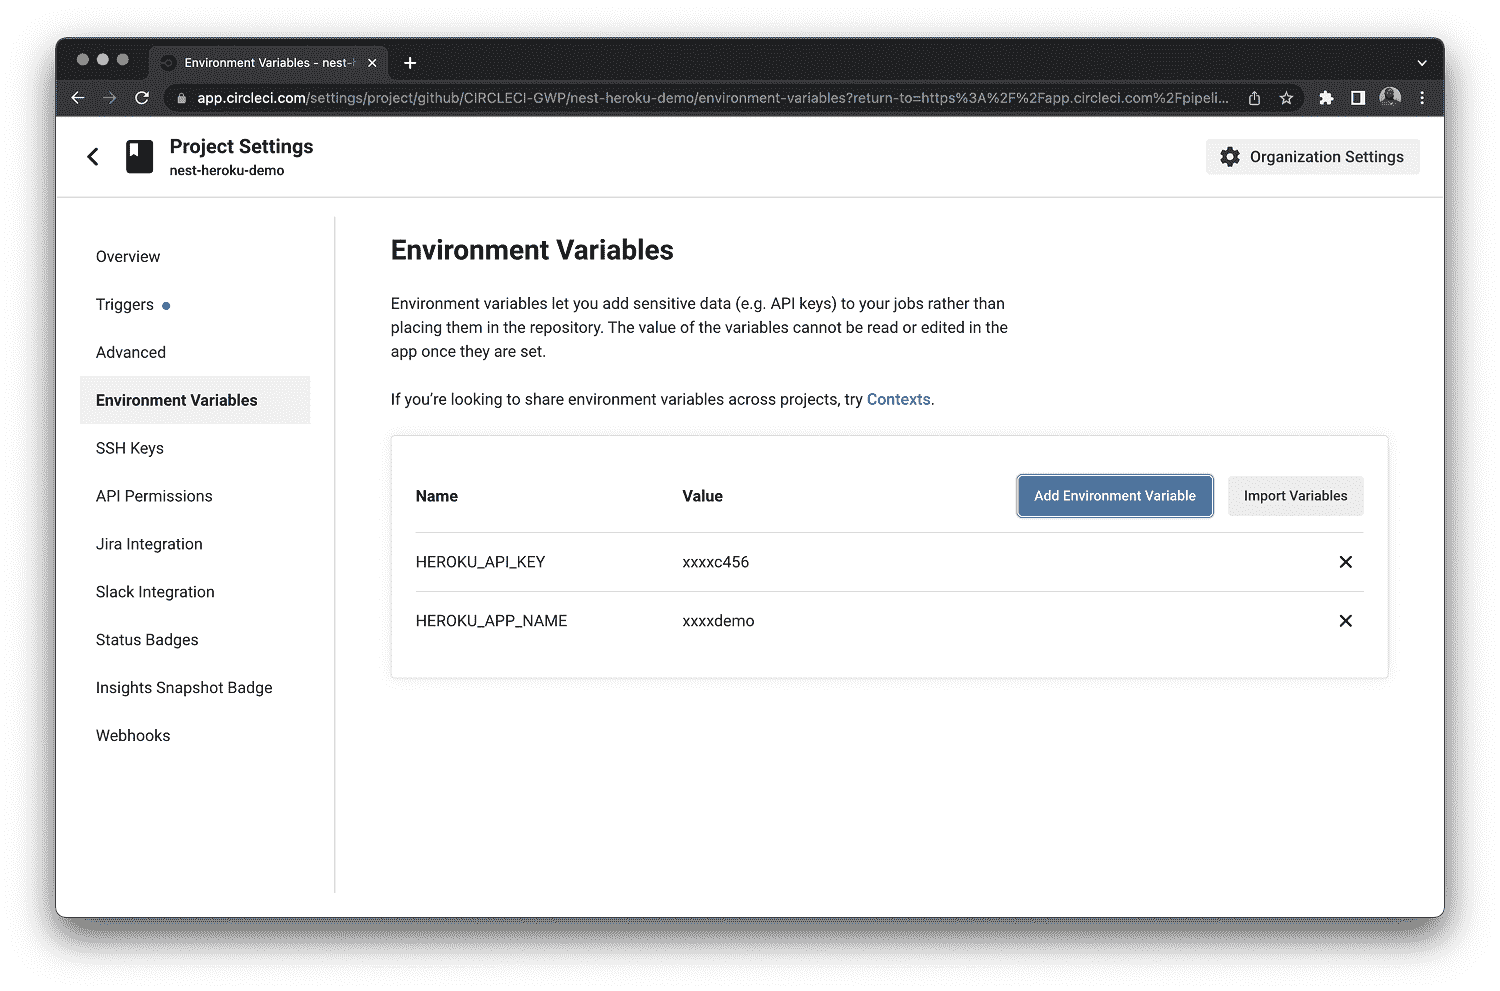 Environment Variables - nest-h
app.circleci.com/settings/project/github/CIRCLECI-GWP/nest-heroku-demo/environment-variables?return-to=https%3A%2F%2Fapp.circleci.com%2Fpipeli...
Project Settings
nest-heroku-demo
Organization Settings
Overview
Triggers
Advanced
Environment Variables
SSH Keys
API Permissions
Jira Integration
Slack Integration
Status Badges
Insights Snapshot Badge
Webhooks
Environment Variables
Environment variables let you add sensitive data (e.g. API keys) to your jobs rather than
placing them in the repository. The value of the variables cannot be read or edited in the
app once they are set.
If you’re looking to share environment variables across projects, try Contexts.
Name Value Add Environment Variable Import Variables
HEROKU_API_KEY xxxxc456
HEROKU_APP_NAME xxxxdemo